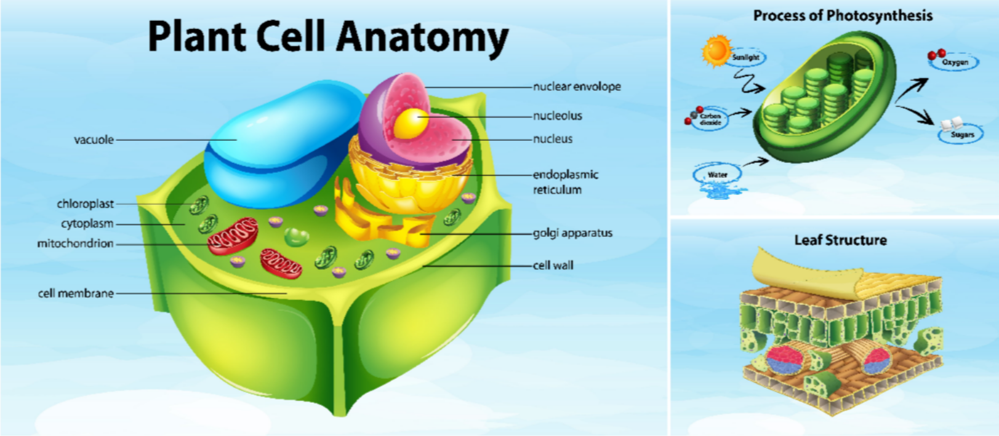 Plant Cell Anatomy
nuclear envolope
nucleolus
nucleus
endoplasmic
reticulum
golgi apparatus
cell wall
vacuole
chloroplast
cytoplasm
mitochondrion
cell membrane
Process of Photosynthesis
Sunlight
Carbon
dioxide
Water
Oxygen
Sugars
Leaf Structure